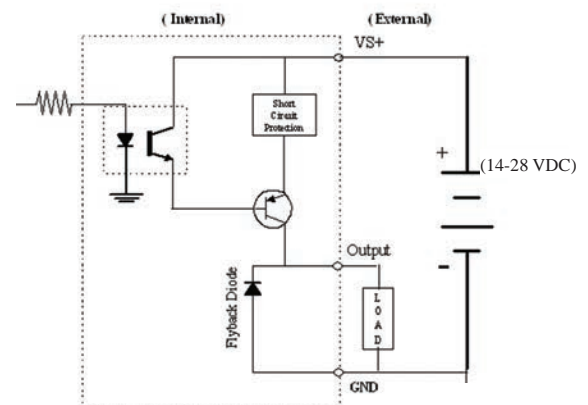 ( Internal)
(External)
VS+
Short
Circuit
Protection
+
(14-28 VDC)
Output
-
Flyback Diode
L
O
A
D
GND